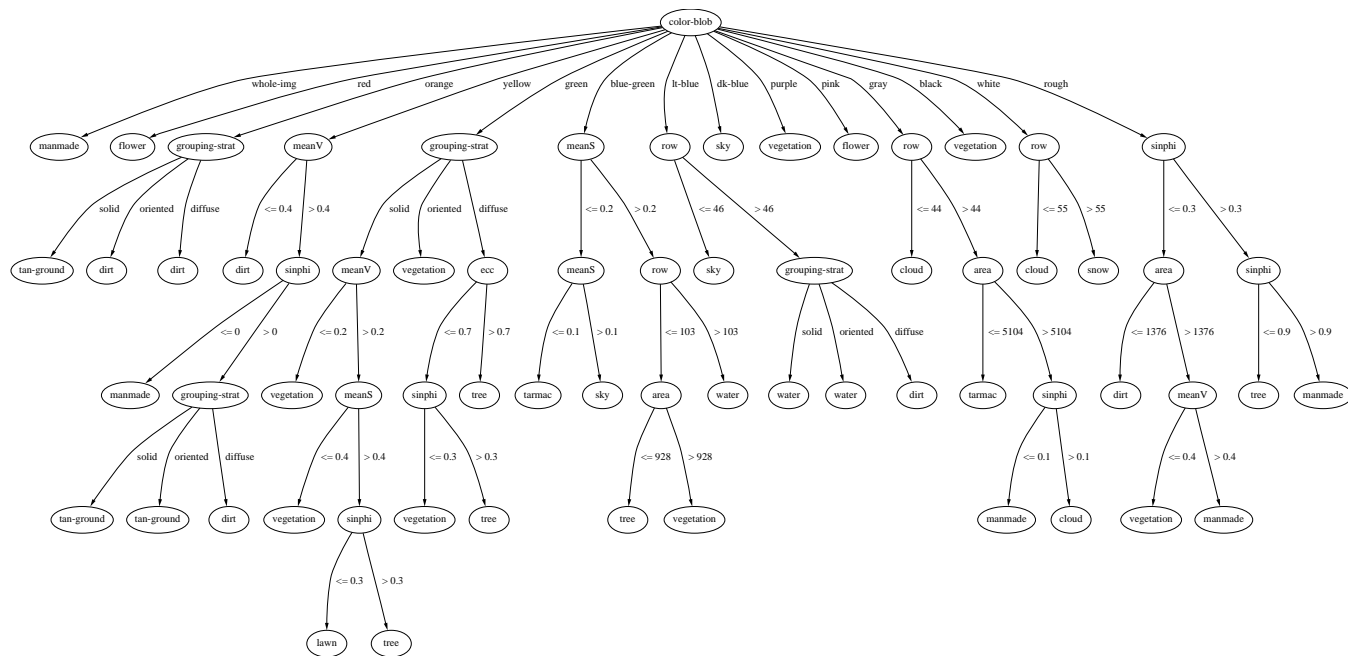 color-blob
whole-img red orange yellow green blue-green lt-blue dk-blue purple pink gray black white rough
manmade flower grouping-strat meanV grouping-strat meanS row sky vegetation flower row vegetation row sinphi
solid oriented diffuse <= 0.4 > 0.4 solid oriented diffuse <= 0.2 > 0.2 <= 46 > 46 <= 44 > 44 <= 55 > 55 <= 0.3 > 0.3
tan-ground dirt dirt dirt sinphi meanV vegetation ecc meanS row sky grouping-strat cloud area cloud snow area sinphi
<= 0 > 0 <= 0.2 > 0.2 <= 0.7 > 0.7 <= 0.1 > 0.1 <= 103 > 103 solid oriented diffuse <= 5104 > 5104 <= 1376 > 1376 <= 0.9 > 0.9
manmade grouping-strat vegetation meanS sinphi tree tarmac sky area water water water dirt tarmac sinphi dirt meanV tree manmade
solid oriented diffuse <= 0.4 > 0.4 <= 0.3 > 0.3 <= 928 > 928 <= 0.1 > 0.1 <= 0.4 > 0.4
tan-ground tan-ground dirt vegetation sinphi vegetation tree tree vegetation manmade cloud vegetation manmade
<= 0.3 > 0.3
lawn tree